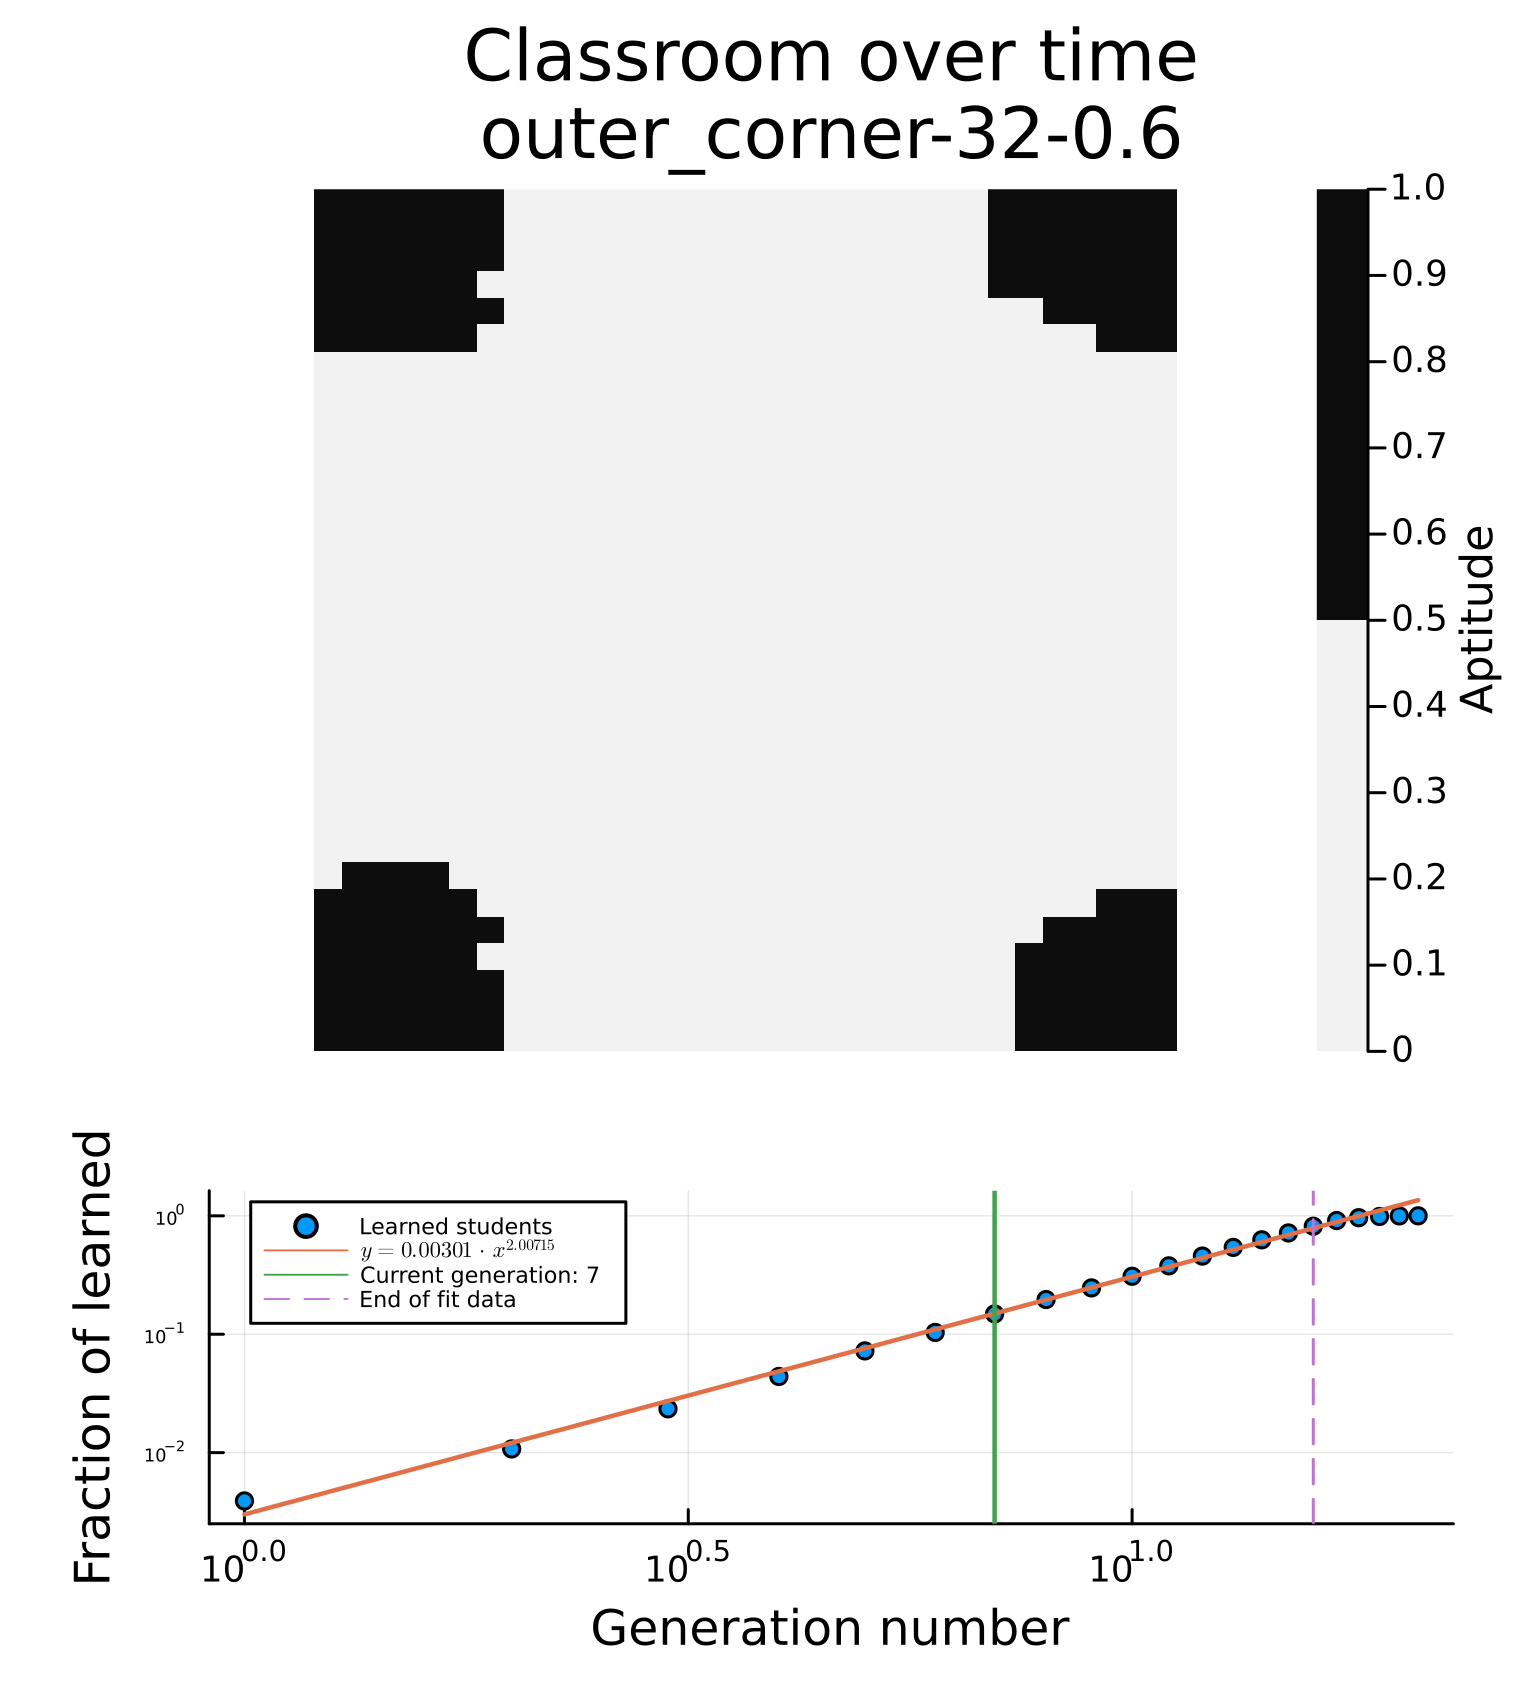 Classroom over time
outer_corner-32-0.6
1.0
0.9
0.8
0.7
0.6
0.5
0.4
0.3
0.2
0.1
0
Aptitude
Fraction of learned
10⁰
10⁻¹
10⁻²
Learned students
y = 0.00301 · x^2.00715
Current generation: 7
End of fit data
10^0.0
10^0.5
10^1.0
Generation number